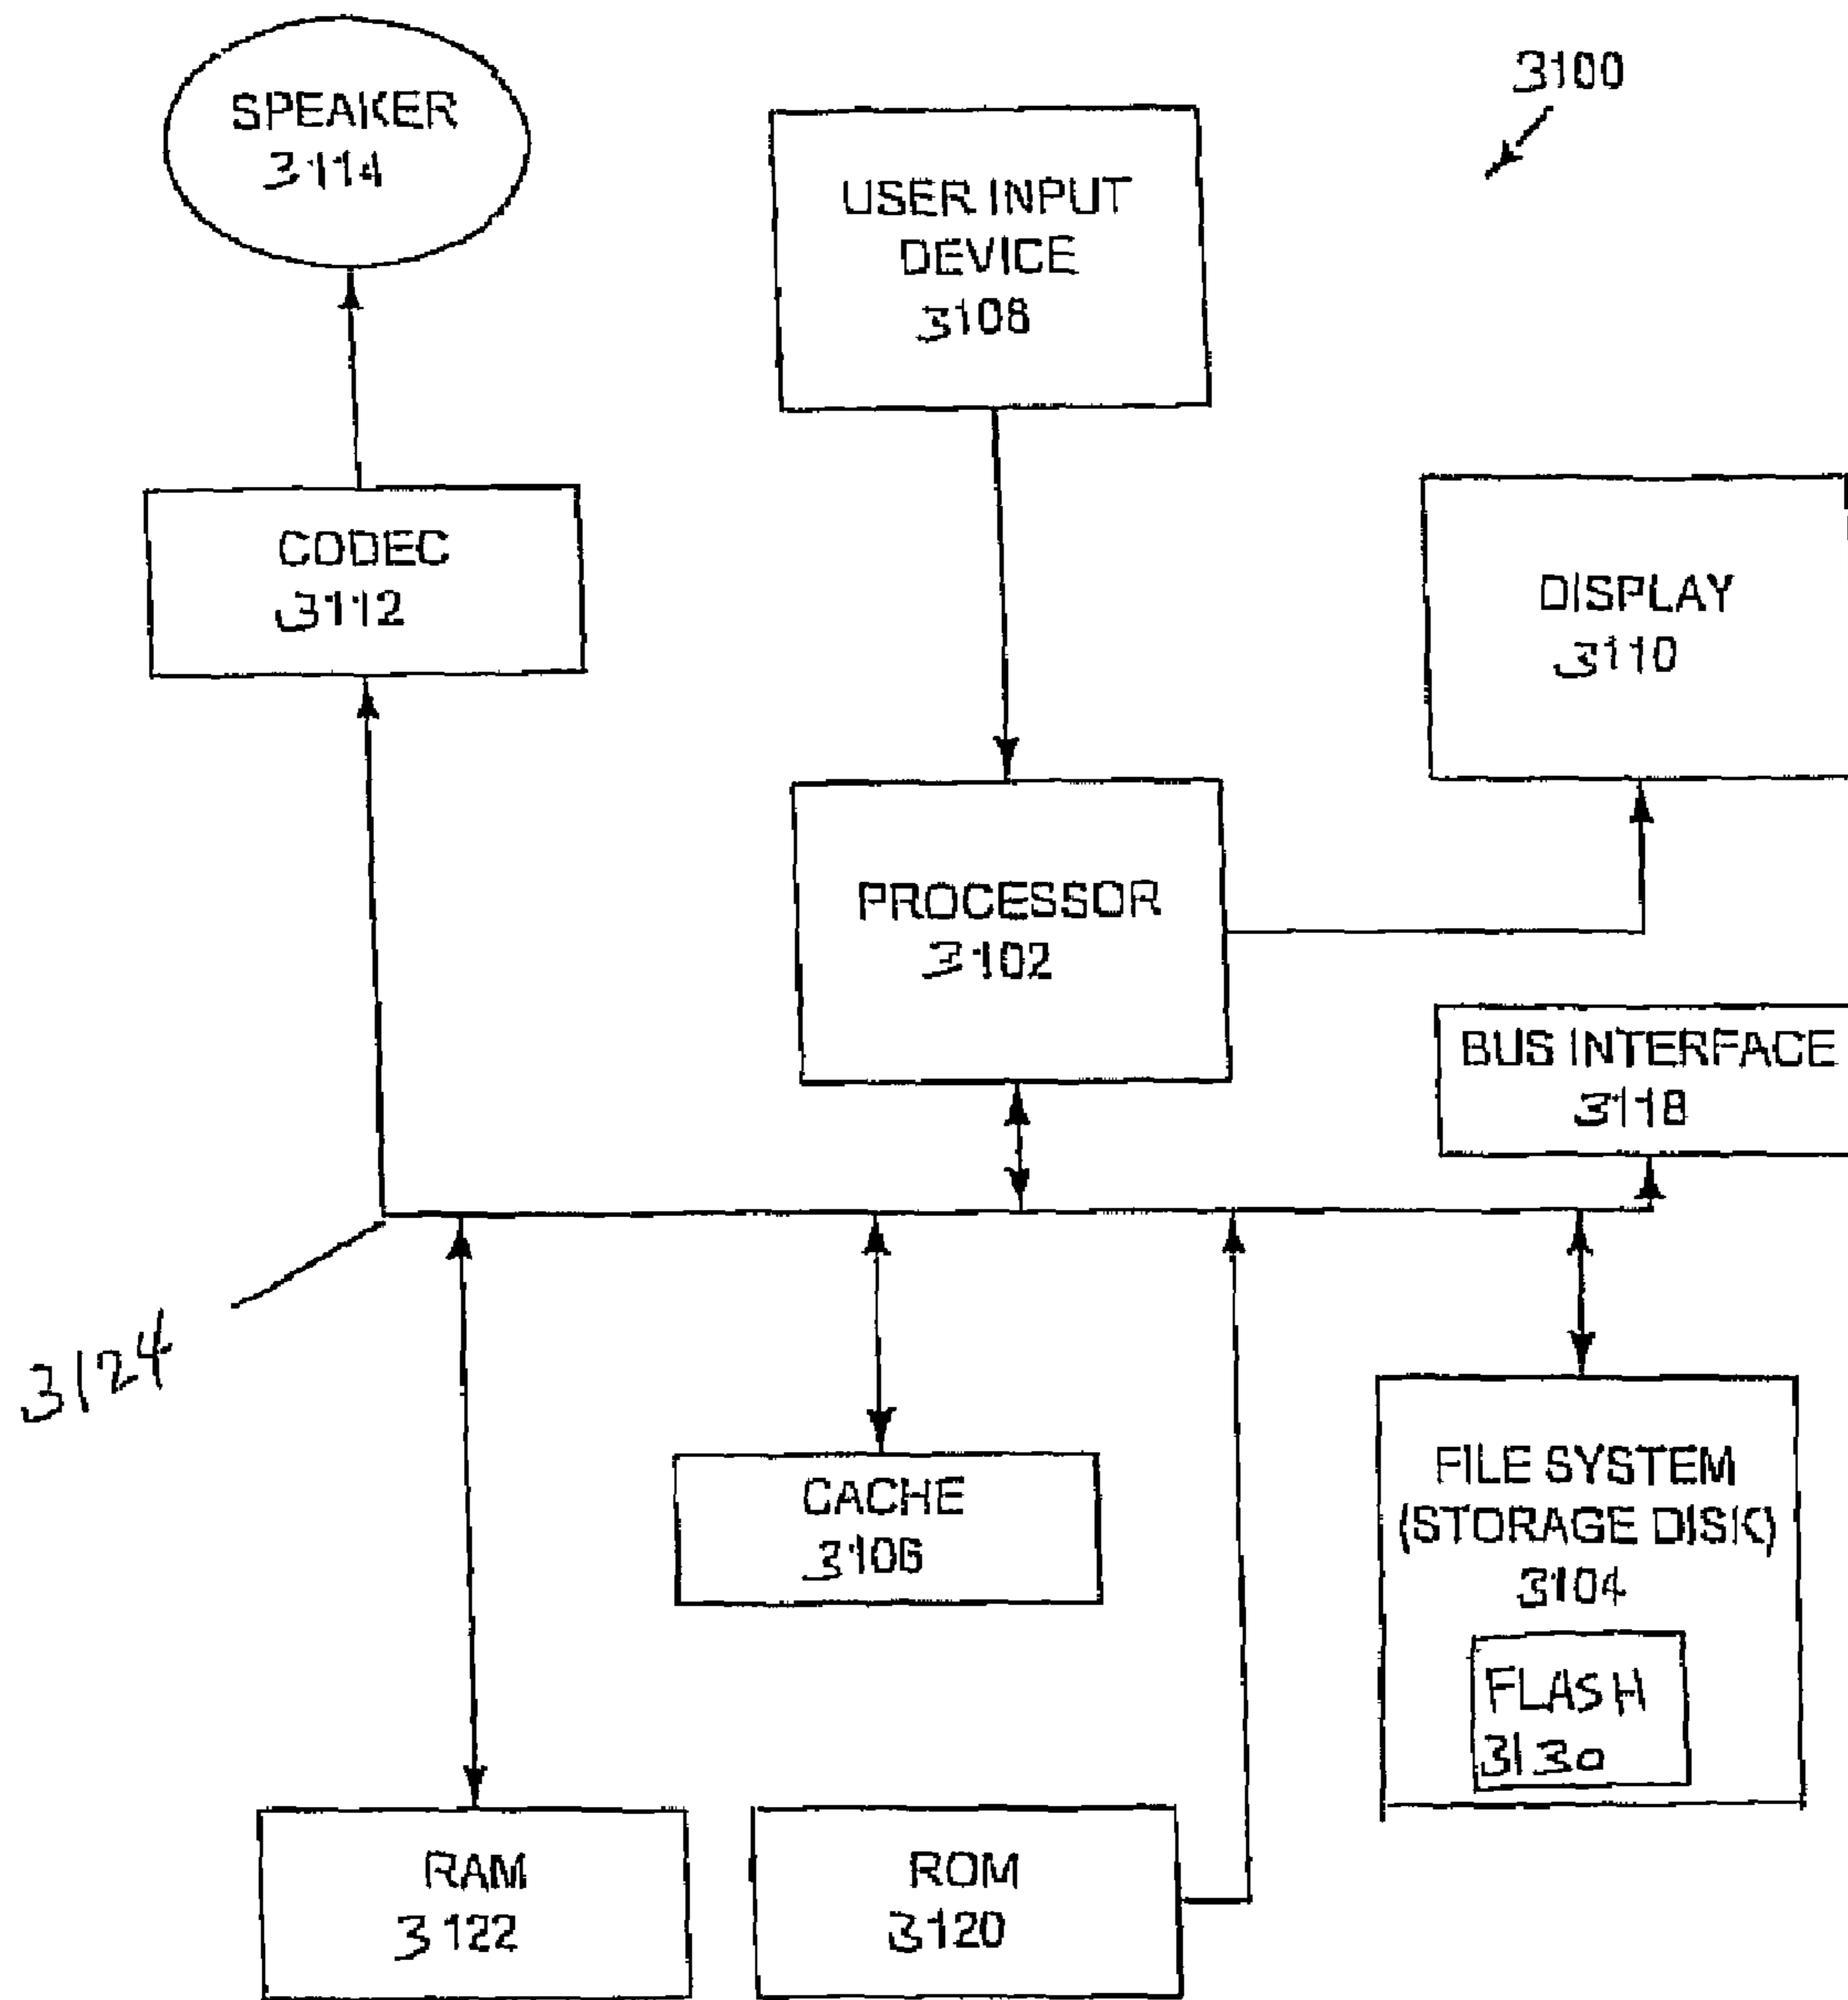 3100
SPEAKER
3114
USER INPUT
DEVICE
3108
CODEC
3112
DISPLAY
3110
PROCESSOR
3102
BUS INTERFACE
3118
3124
CACHE
3106
FILE SYSTEM
(STORAGE DISK)
3104
FLASH
3130
RAM
3122
ROM
3120